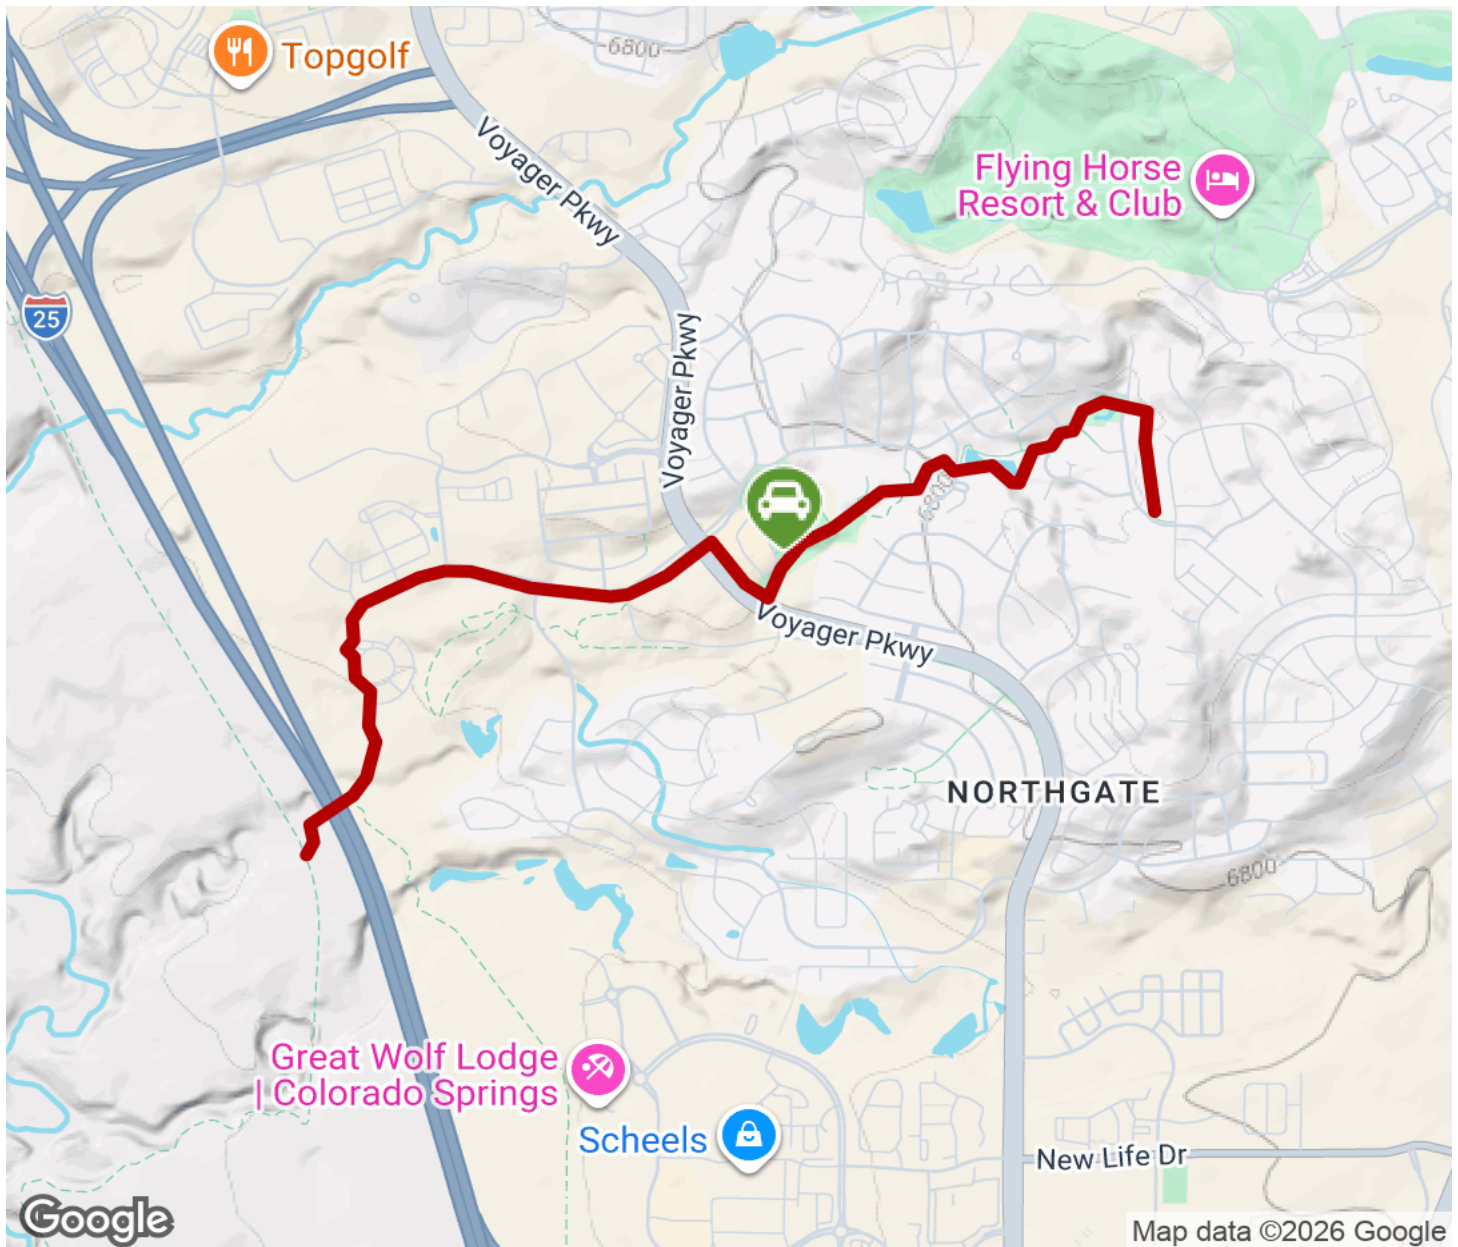 6800
Topgolf
Voyager Pkwy
Flying Horse
Resort & Club
25
Voyager Pkwy
6800
Voyager Pkwy
NORTHGATE
6800
Great Wolf Lodge
| Colorado Springs
Scheels
New Life Dr
Google
Map data ©2026 Google